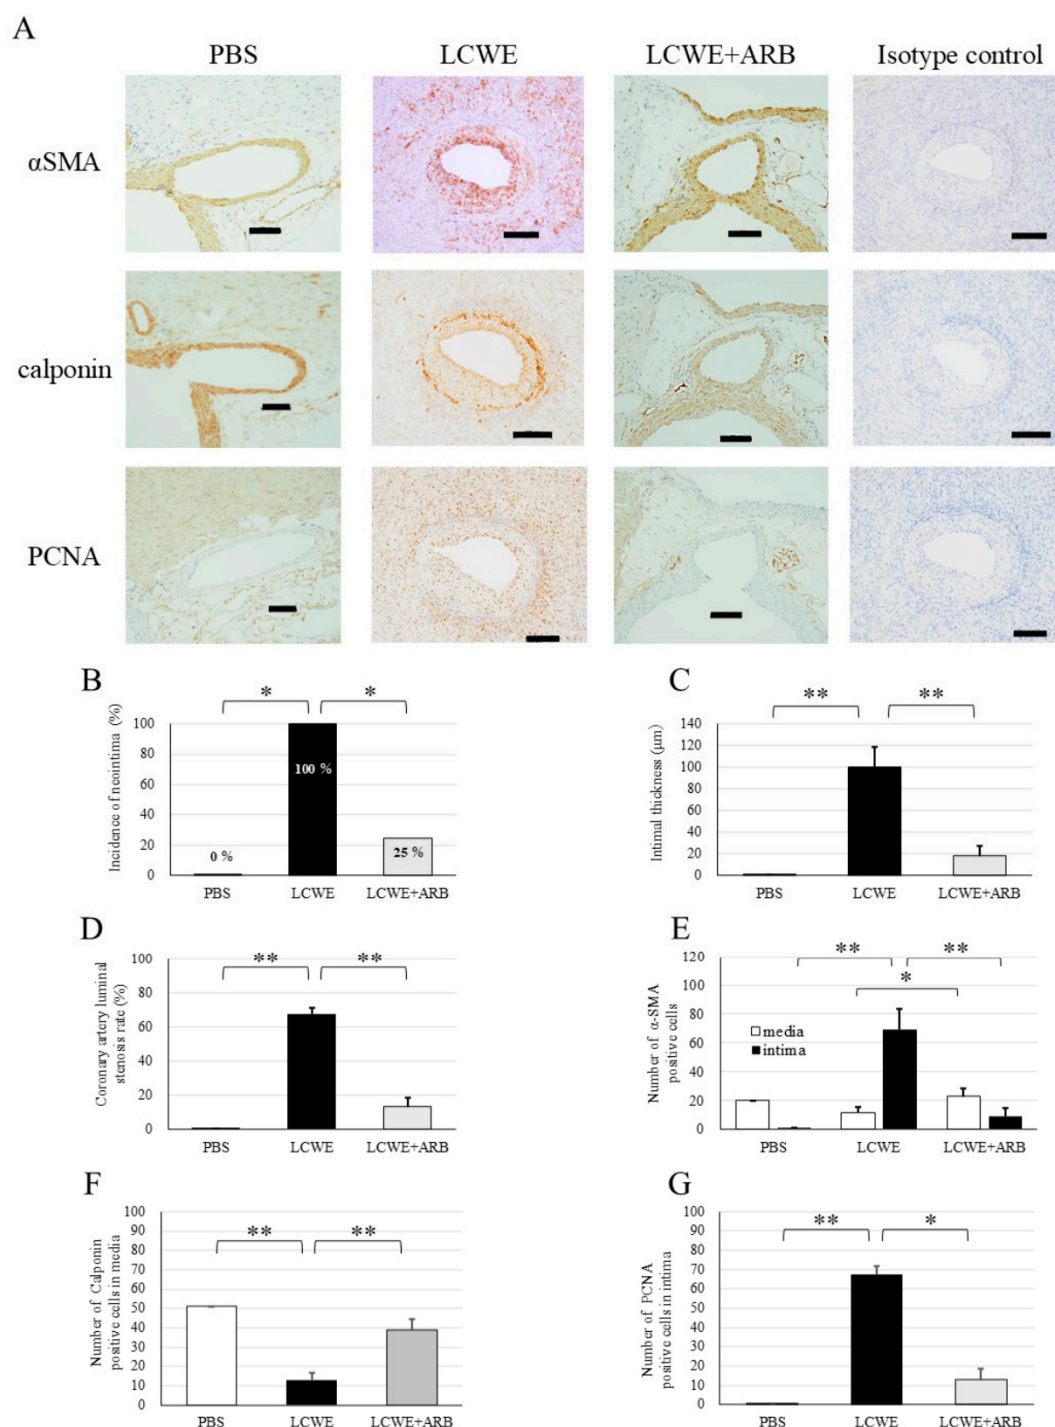 A
PBS LCWE LCWE+ARB Isotype control
αSMA
calponin
PCNA
B
* *
Incidence of neointima (%)
100
80
60
40
20
0
0 %
100 %
25 %
PBS LCWE LCWE+ARB
C
** **
Intimal thickness (μm)
140
120
100
80
60
40
20
0
PBS LCWE LCWE+ARB
D
** **
Coronary artery luminal
stenosis rate (%)
100
80
60
40
20
0
PBS LCWE LCWE+ARB
E
** **
*
Number of α-SMA
positive cells
120
100
80
60
40
20
0
media
intima
PBS LCWE LCWE+ARB
F
** **
Number of Calponin
positive cells in media
100
90
80
70
60
50
40
30
20
10
0
PBS LCWE LCWE+ARB
G
** *
Number of PCNA
positive cells in intima
100
90
80
70
60
50
40
30
20
10
0
PBS LCWE LCWE+ARB